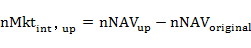 nMkt_int, up = nNAV_up − nNAV_original